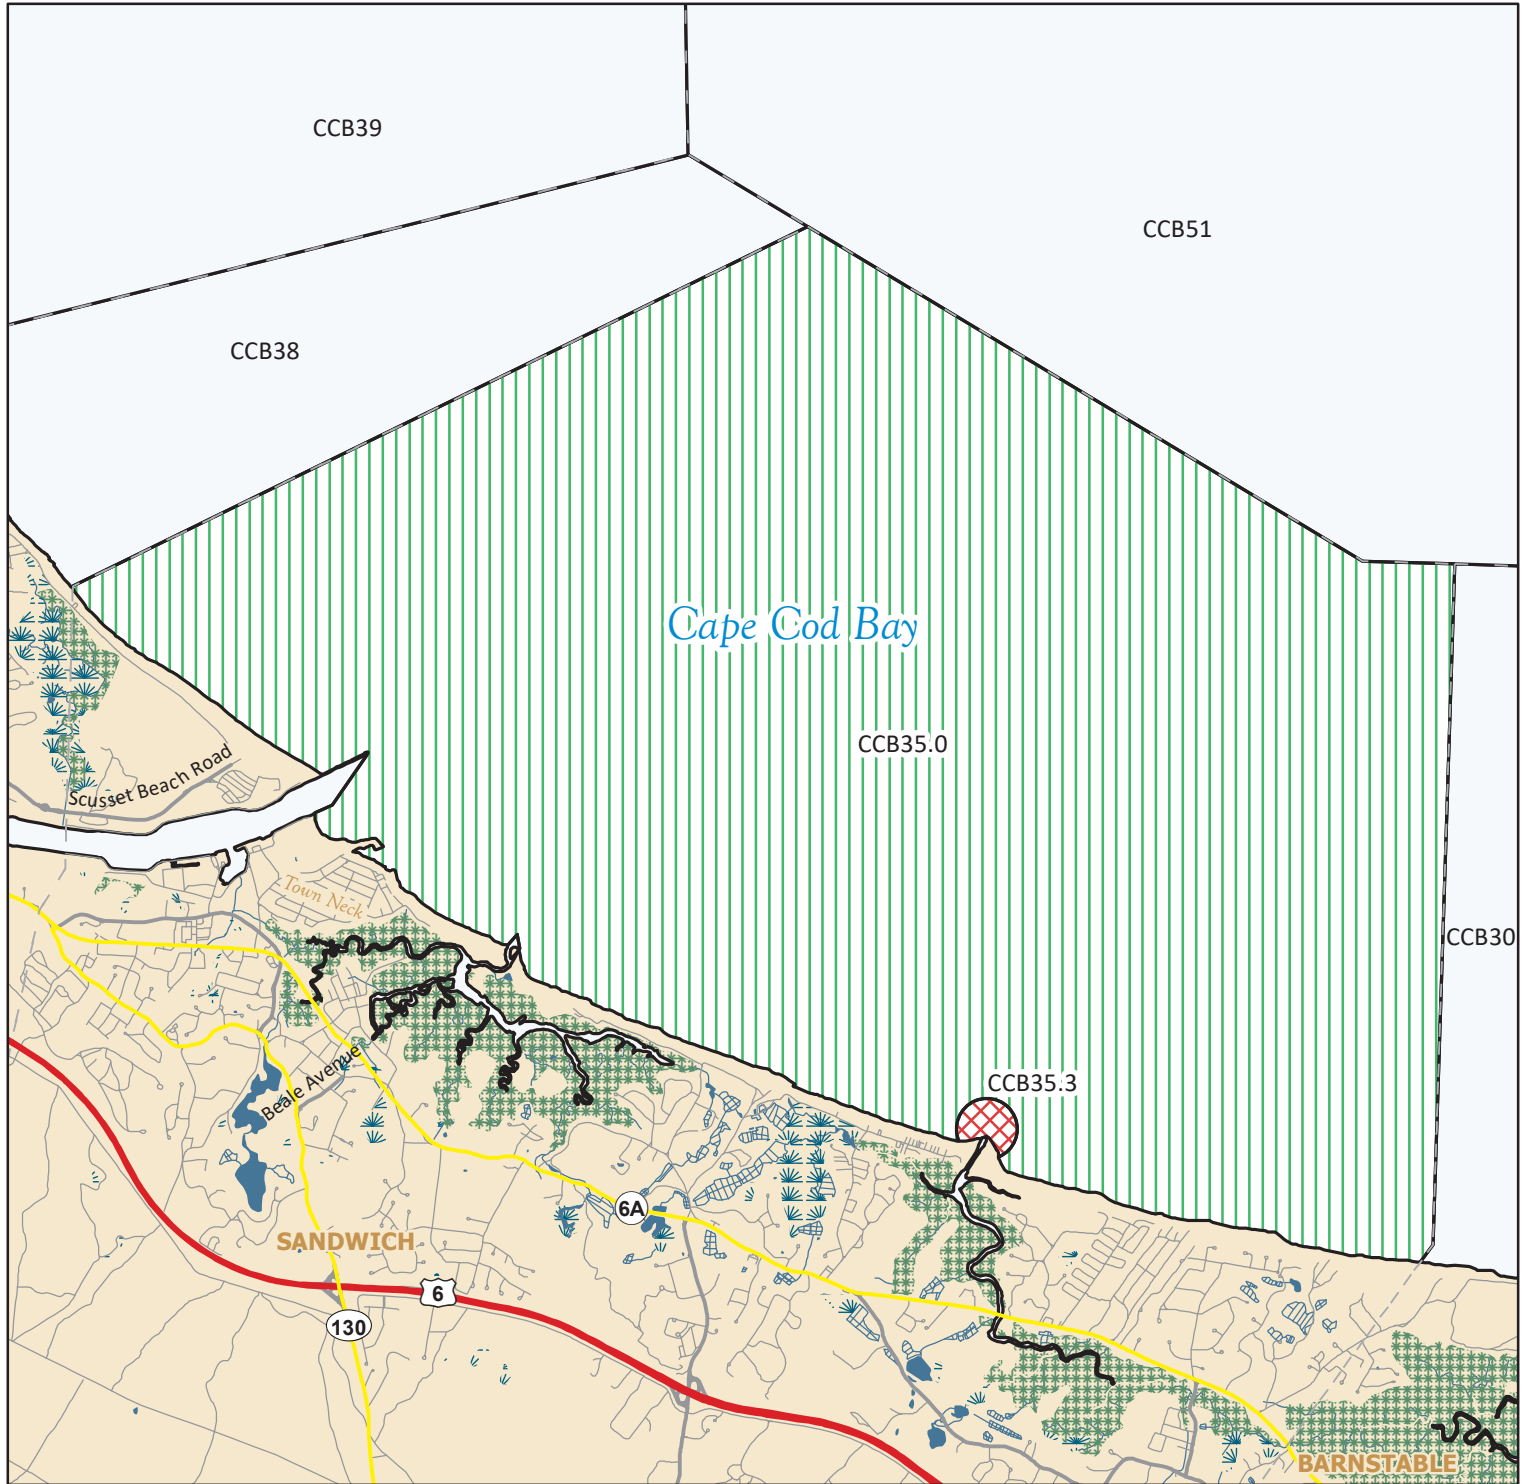 CCB39
CCB51
CCB38
Cape Cod Bay
CCB35.0
Scusset Beach Road
Town Neck
CCB30
Beale Avenue
CCB35.3
6A
SANDWICH
6
130
BARNSTABLE